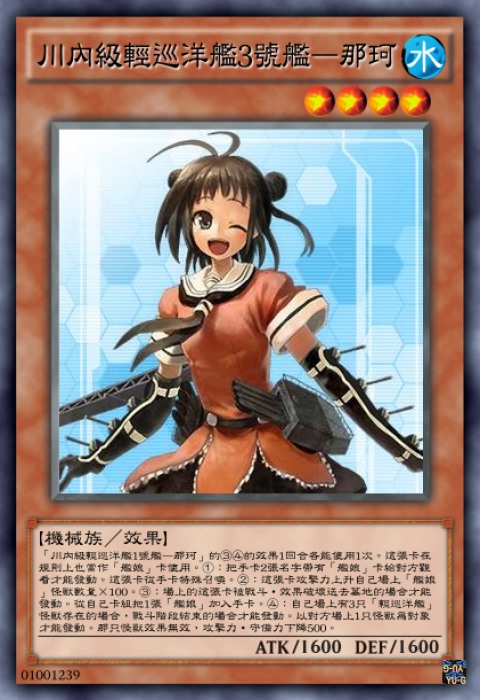 川內級輕巡洋艦3號艦—那珂
水
[機械族／效果]
「川內級輕巡洋艦1號艦—那珂」的③④的效果1回合各能使用1次。這張卡在
規則上也當作「艦娘」卡使用。①：把手卡2張名字帶有「艦娘」卡給對方觀
看才能發動。這張卡從手卡特殊召喚。②：這張卡攻擊力上升自己場上「艦娘」
怪獸數量×100。③：場上的這張卡被戰斗・效果破壞送去墓地的場合才能
發動。從自己卡組把1張「艦娘」加入手卡。④：自己場上有3只「輕巡洋艦」
怪獸存在的場合，戰斗階段結束的場合才能發動。以對方場上1只怪獸為對象
才能發動。那只怪獸效果無效，攻擊力・守備力下降500。
ATK/1600 DEF/1600
01001239